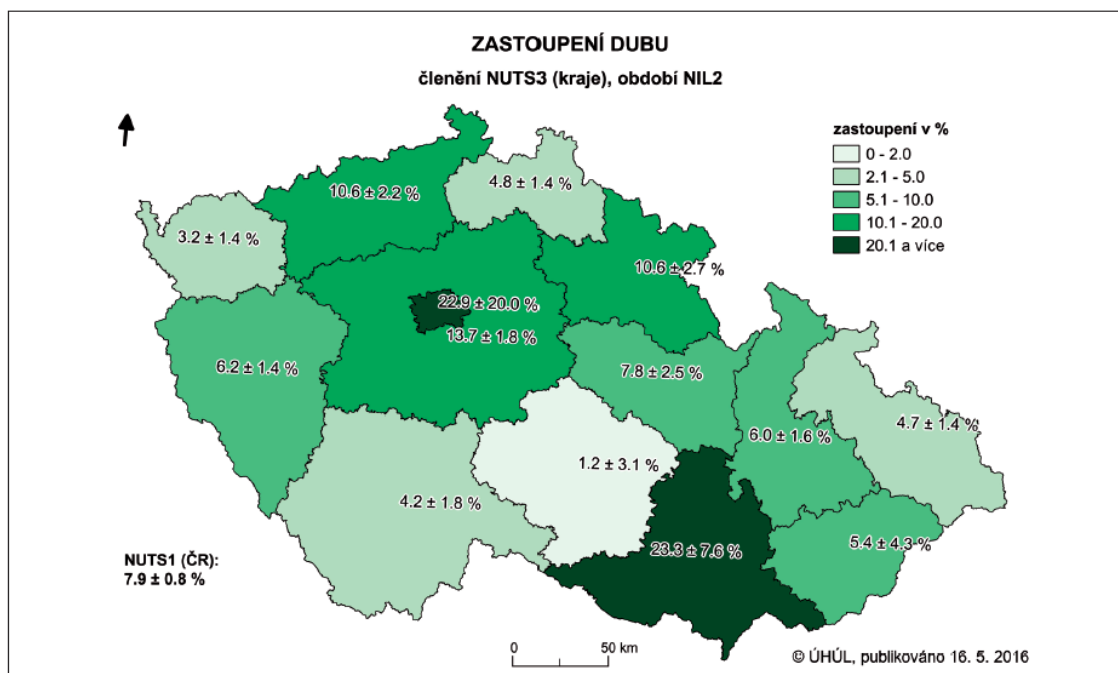 ZASTOUPENÍ DUBU
členění NUTS3 (kraje), období NIL2
zastoupení v %
0 - 2.0
2.1 - 5.0
5.1 - 10.0
10.1 - 20.0
20.1 a více
10.6 ± 2.2 %
4.8 ± 1.4 %
3.2 ± 1.4 %
10.6 ± 2.7 %
22.9 ± 20.0 %
13.7 ± 1.8 %
6.2 ± 1.4 %
7.8 ± 2.5 %
4.7 ± 1.4 %
6.0 ± 1.6 %
1.2 ± 3.1 %
4.2 ± 1.8 %
23.3 ± 7.6 %
5.4 ± 4.3 %
NUTS1 (ČR):
7.9 ± 0.8 %
0 50 km
© ÚHÚL, publikováno 16. 5. 2016